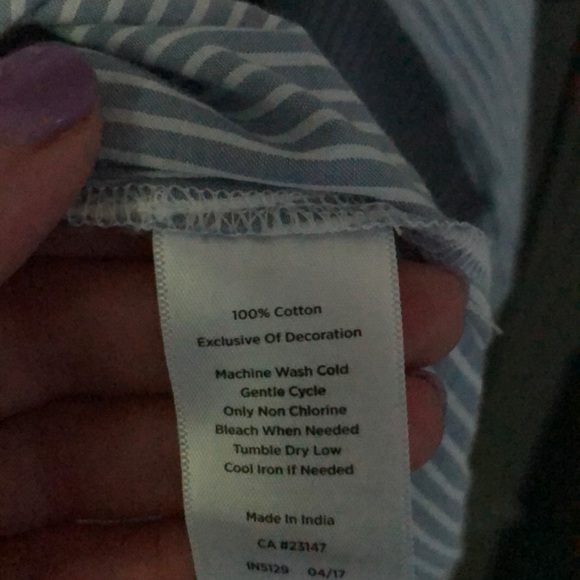 100% Cotton
Exclusive Of Decoration
Machine Wash Cold
Gentle Cycle
Only Non Chlorine
Bleach When Needed
Tumble Dry Low
Cool Iron if Needed
Made In India
CA #23147
INS129 04/17